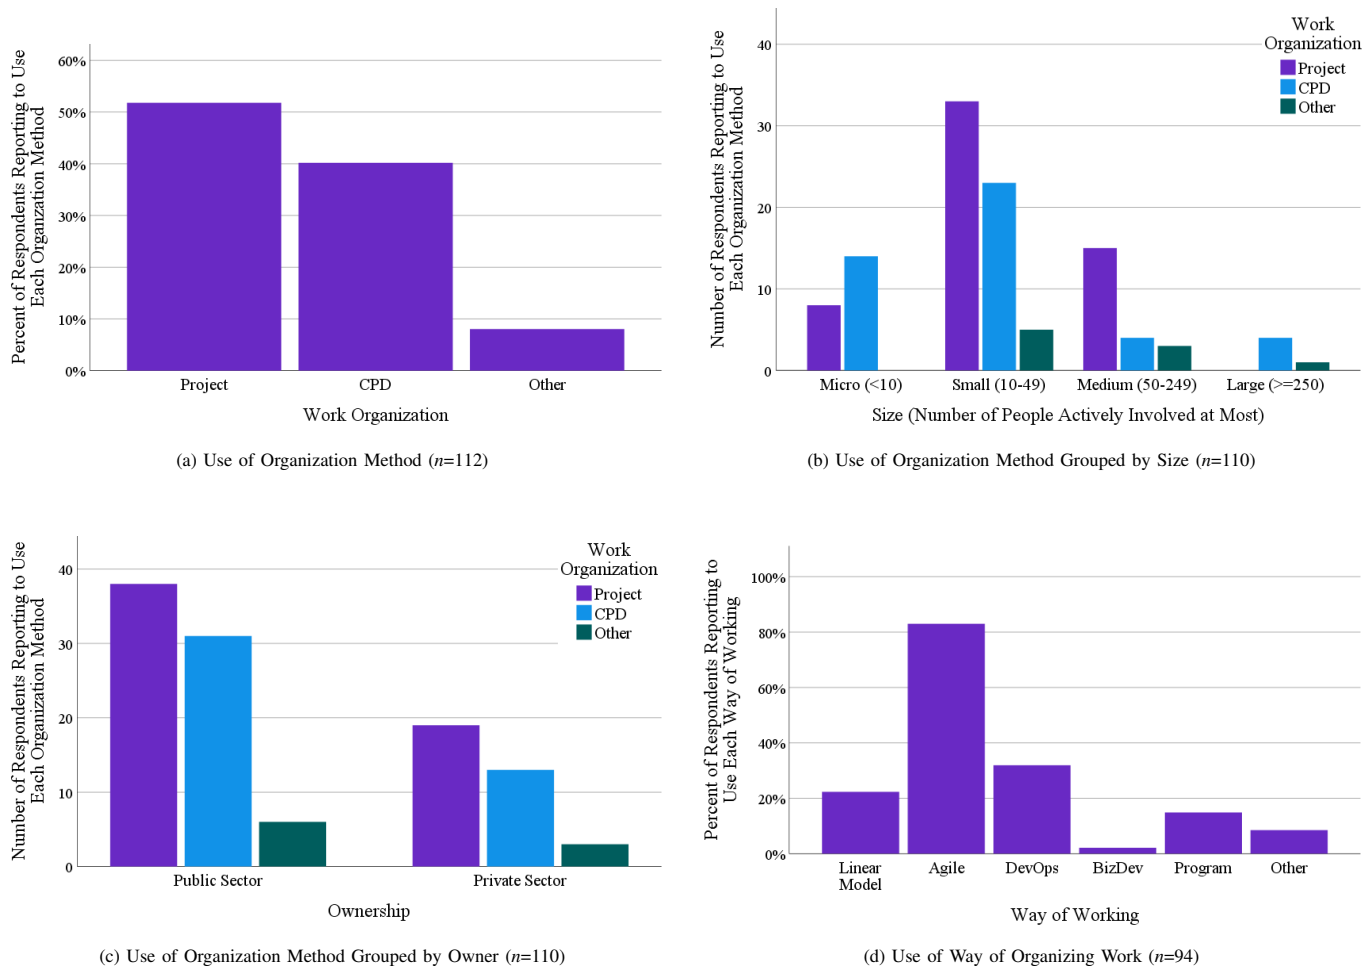 Percent of Respondents Reporting to Use
Each Organzation Method
60%
50%
40%
30%
20%
10%
0%
Project
CPD
Other
Work Organization
(a) Use of Organization Method (n=112)
Number of Respondents Reporting to Use
Each Organization Method
40
30
20
10
0
Work
Organization
Project
CPD
Other
Micro (<10)
Small (10-49)
Medium (50-249)
Large (>=250)
Size (Number of People Actively Involved at Most)
(b) Use of Organization Method Grouped by Size (n=110)
Number of Respondents Reporting to Use
Each Organization Method
40
30
20
10
0
Work
Organization
Project
CPD
Other
Public Sector
Private Sector
Ownership
(c) Use of Organization Method Grouped by Owner (n=110)
Percent of Respondents Reporting to
Use Each Way of Working
100%
80%
60%
40%
20%
0%
Linear
Model
Agile
DevOps
BizDev
Program
Other
Way of Working
(d) Use of Way of Organizing Work (n=94)